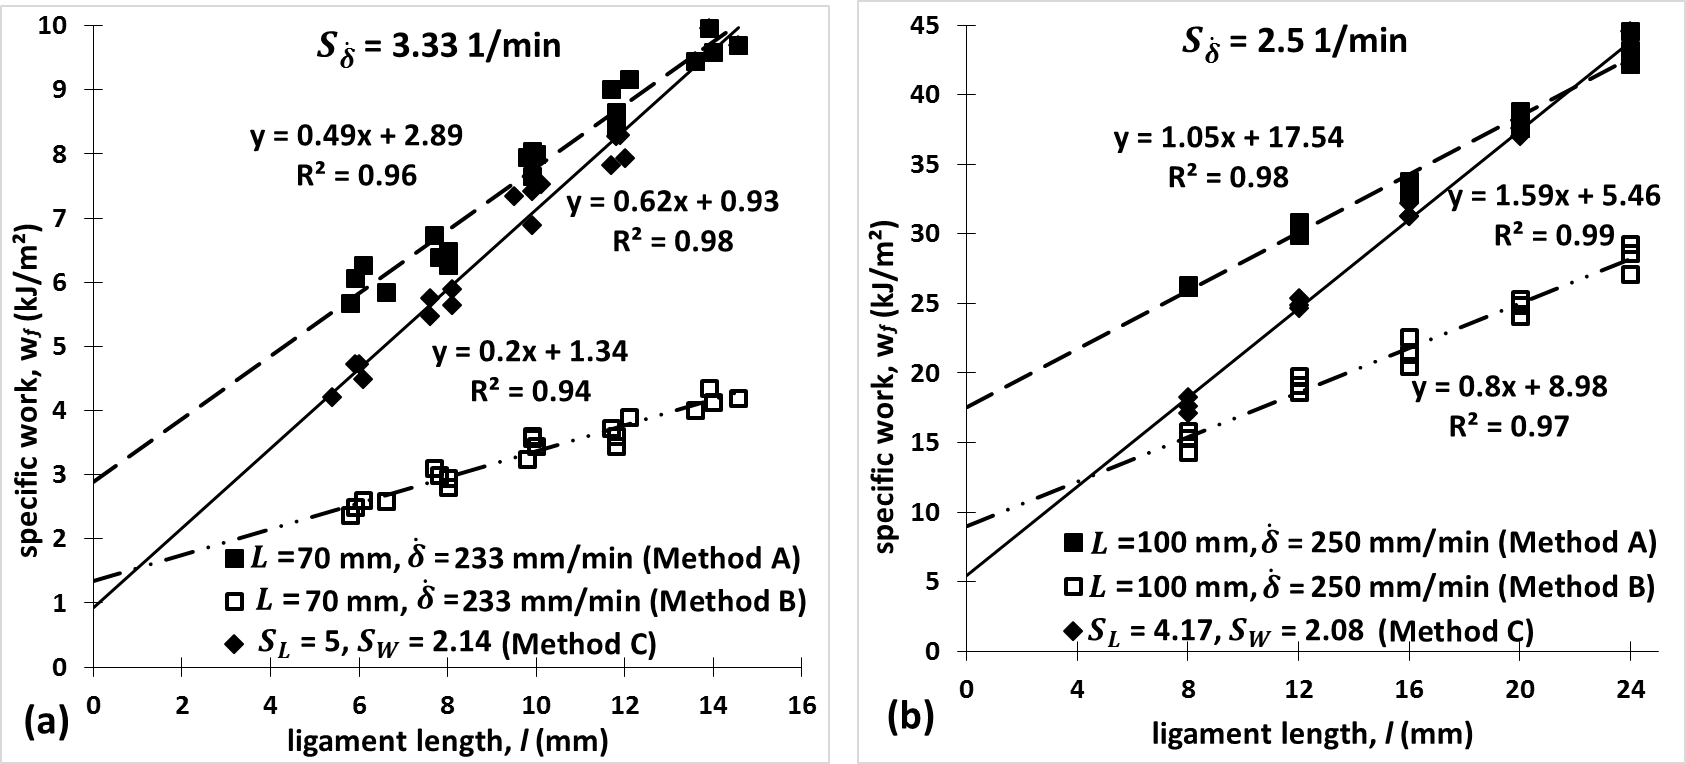 S_δ̇ = 3.33 1/min
y = 0.49x + 2.89
R² = 0.96
y = 0.62x + 0.93
R² = 0.98
y = 0.2x + 1.34
R² = 0.94
L =70 mm, δ̇ =233 mm/min (Method A)
L =70 mm, δ̇ =233 mm/min (Method B)
S_L = 5, S_W = 2.14 (Method C)
10
9
8
7
6
5
4
3
2
1
0
specific work, w_f (kJ/m²)
0 2 4 6 8 10 12 14 16
ligament length, l (mm)
(a)
S_δ̇ = 2.5 1/min
y = 1.05x + 17.54
R² = 0.98
y = 1.59x + 5.46
R² = 0.99
y = 0.8x + 8.98
R² = 0.97
L =100 mm, δ̇ = 250 mm/min (Method A)
L =100 mm, δ̇ = 250 mm/min (Method B)
S_L = 4.17, S_W = 2.08 (Method C)
45
40
35
30
25
20
15
10
5
0
specific work, w_f (kJ/m²)
0 4 8 12 16 20 24
ligament length, l (mm)
(b)